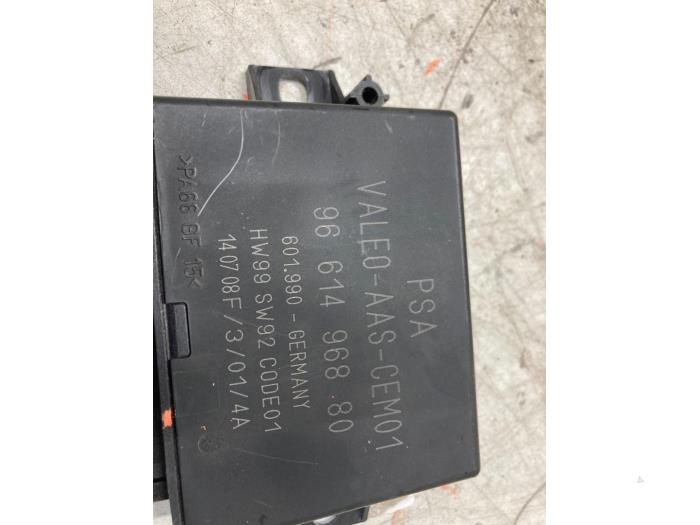 PSA
VALEO-AAS-CEM01
96 614 968 80
601.990 - GERMANY
HW99 SW92 CODE01
140708F/3/01/4A
>PA66 GF 15<